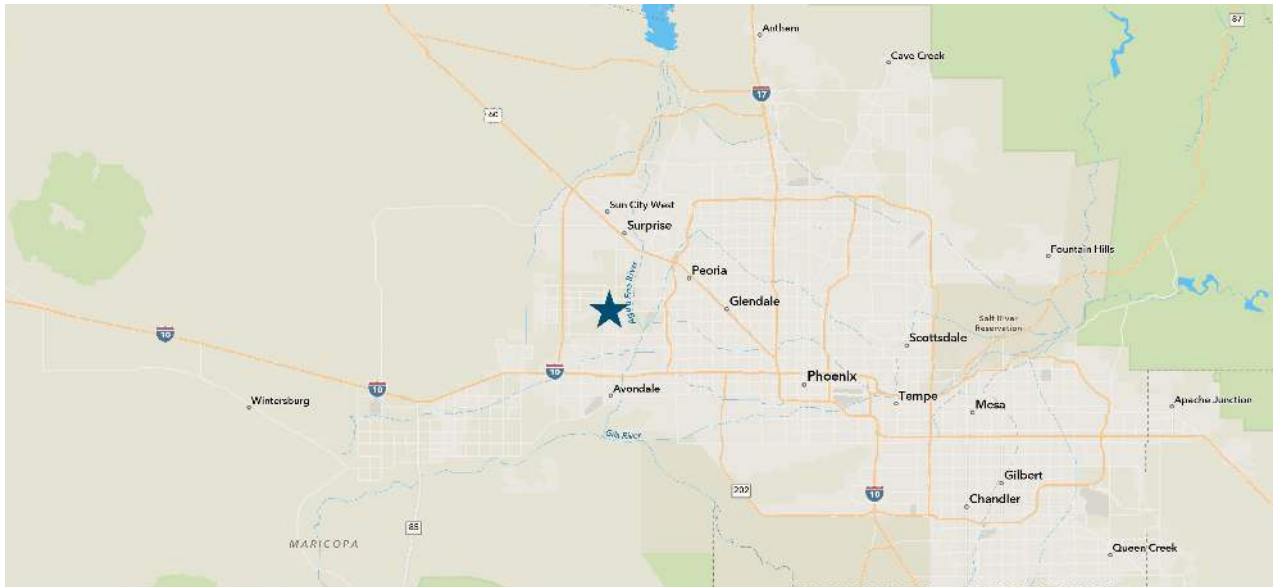 87
Anthem
Cave Creek
17
60
Sun City West
Surprise
Fountain Hills
Agua Fria River
Peoria
Glendale
Salt River
Reservation
10
Scottsdale
10
Phoenix
10
Avondale
Tempe
Mesa
Apache Junction
Wintersburg
Gila River
Gilbert
202
10
Chandler
85
MARICOPA
Queen Creek